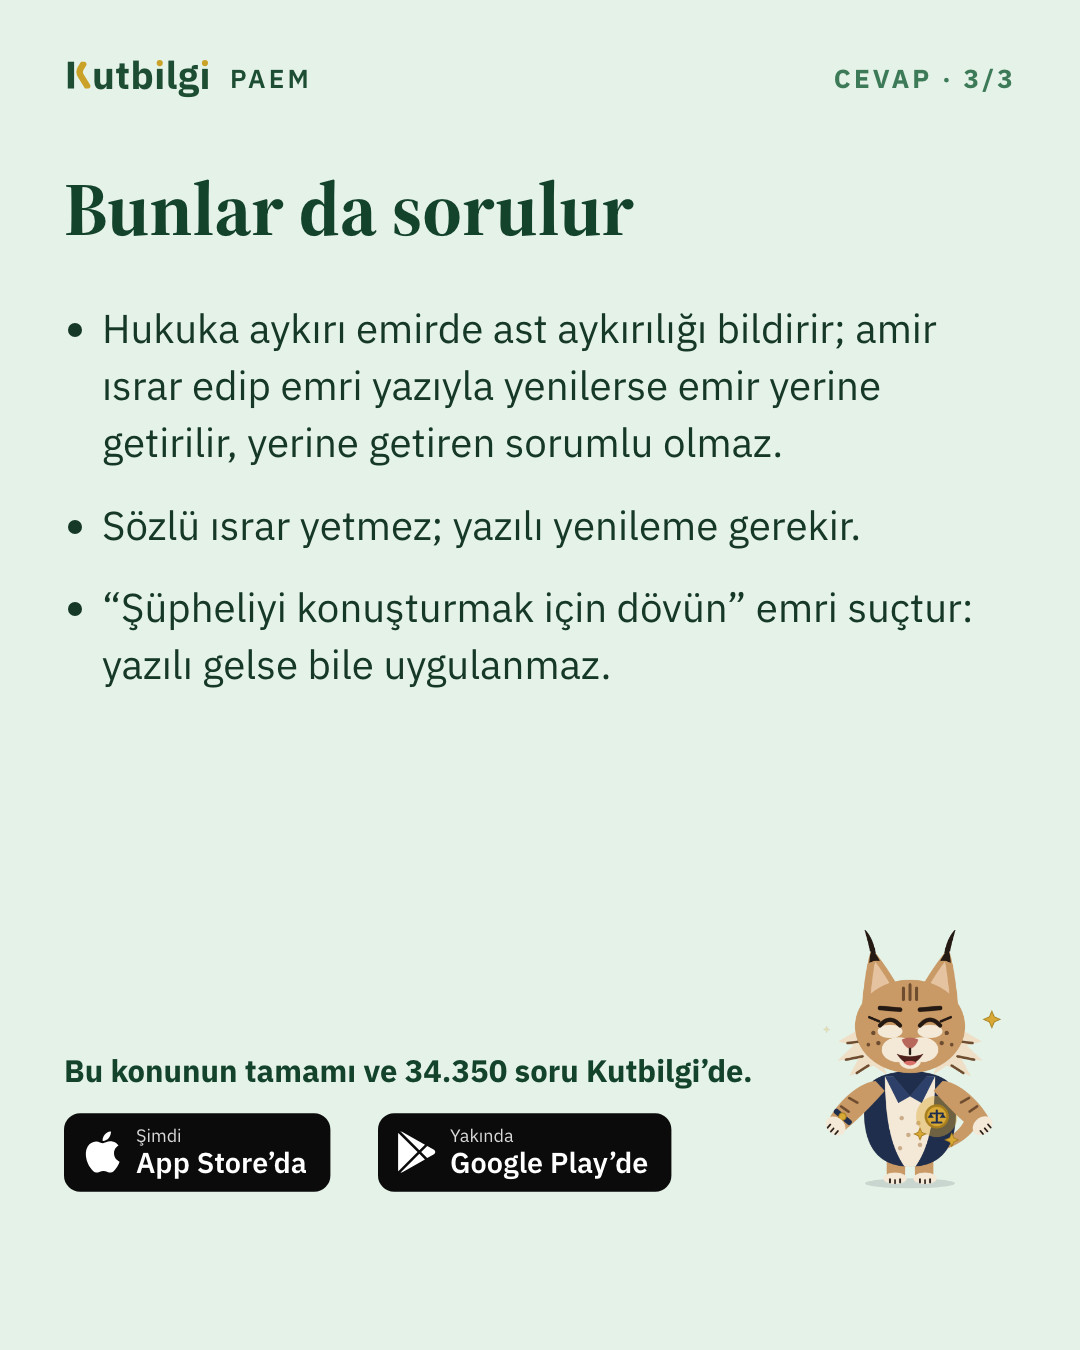 Kutbilgi PAEM
CEVAP · 3/3
Bunlar da sorulur
• Hukuka aykırı emirde ast aykırılığı bildirir; amir
ısrar edip emri yazıyla yenilerse emir yerine
getirilir, yerine getiren sorumlu olmaz.
• Sözlü ısrar yetmez; yazılı yenileme gerekir.
• “Şüpheliyi konuşturmak için dövün” emri suçtur:
yazılı gelse bile uygulanmaz.
Bu konunun tamamı ve 34.350 soru Kutbilgi’de.
Şimdi
App Store’da
Yakında
Google Play’de